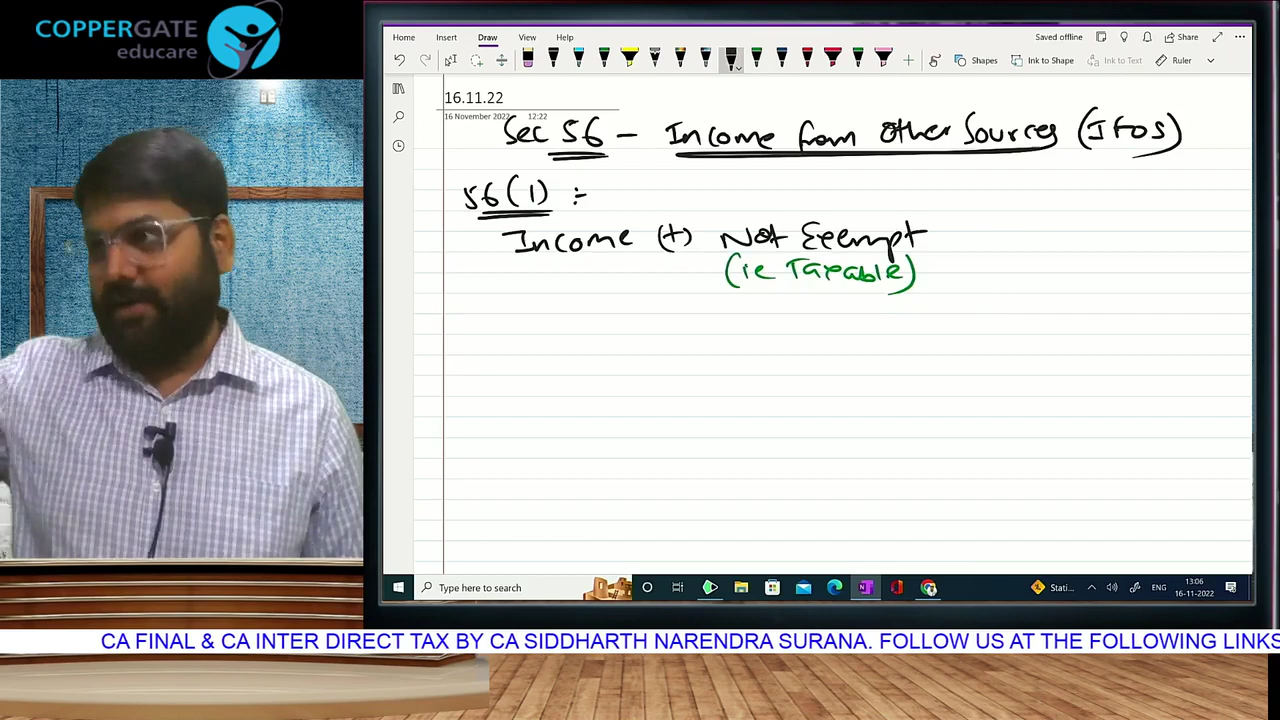 COPPERGATE
educare
Home Insert Draw View Help
Saved offline
Share
Shapes
Ink to Shape
Ink to Text
Ruler
16.11.22
16 November 2022 12:22
Sec 56 - Income from Other Sources (IFOS)
56(1) :-
Income (+) Not Exempt
(ie Taxable)
Type here to search
Stati...
ENG
13:06
16-11-2022
CA FINAL & CA INTER DIRECT TAX BY CA SIDDHARTH NARENDRA SURANA. FOLLOW US AT THE FOLLOWING LINKS